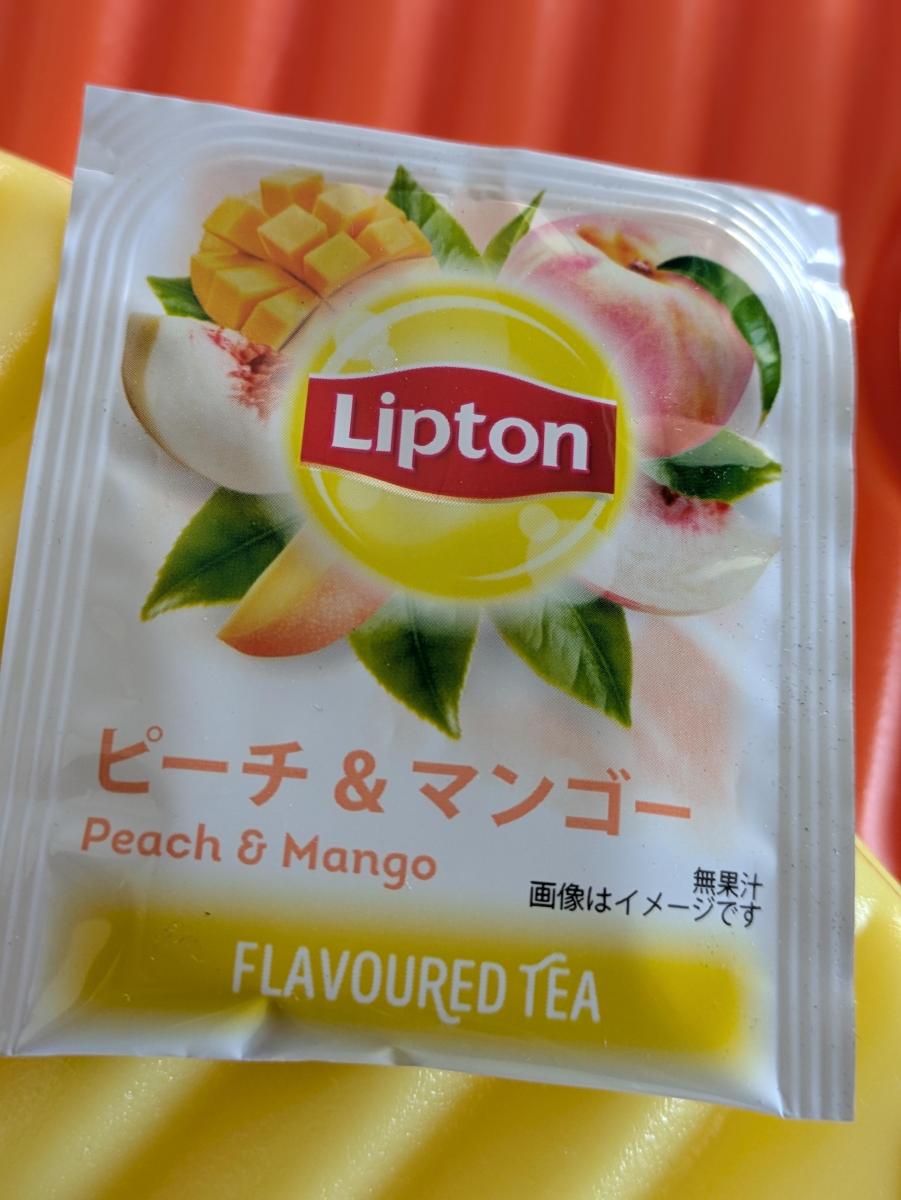 Lipton
ピーチ & マンゴー
Peach & Mango
無果汁
画像はイメージです
FLAVOURED TEA